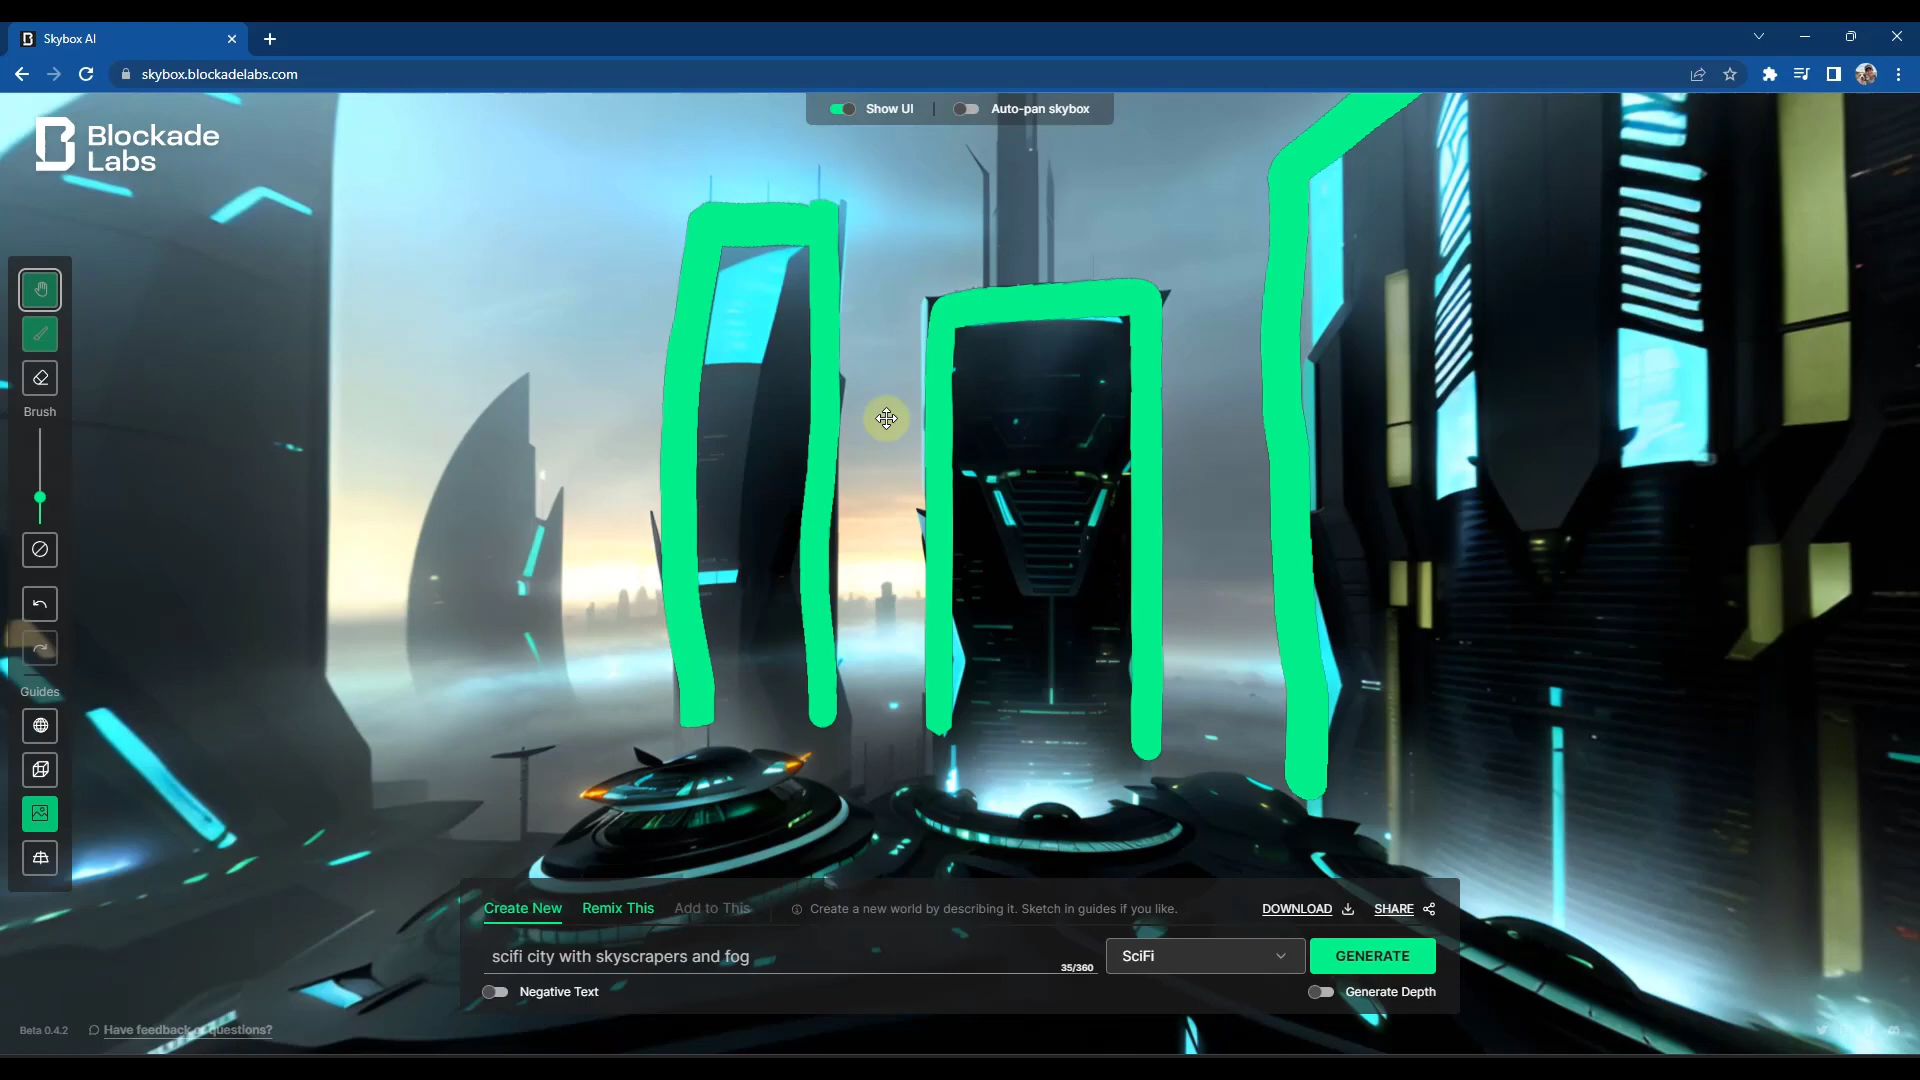 Skybox AI
skybox.blockadelabs.com
Show UI | Auto-pan skybox
Blockade
Labs
Brush
Guides
Create New Remix This Add to This Create a new world by describing it. Sketch in guides if you like. DOWNLOAD SHARE
scifi city with skyscrapers and fog 35/360 SciFi GENERATE
Negative Text Generate Depth
Beta 0.4.2 Have feedback or questions?